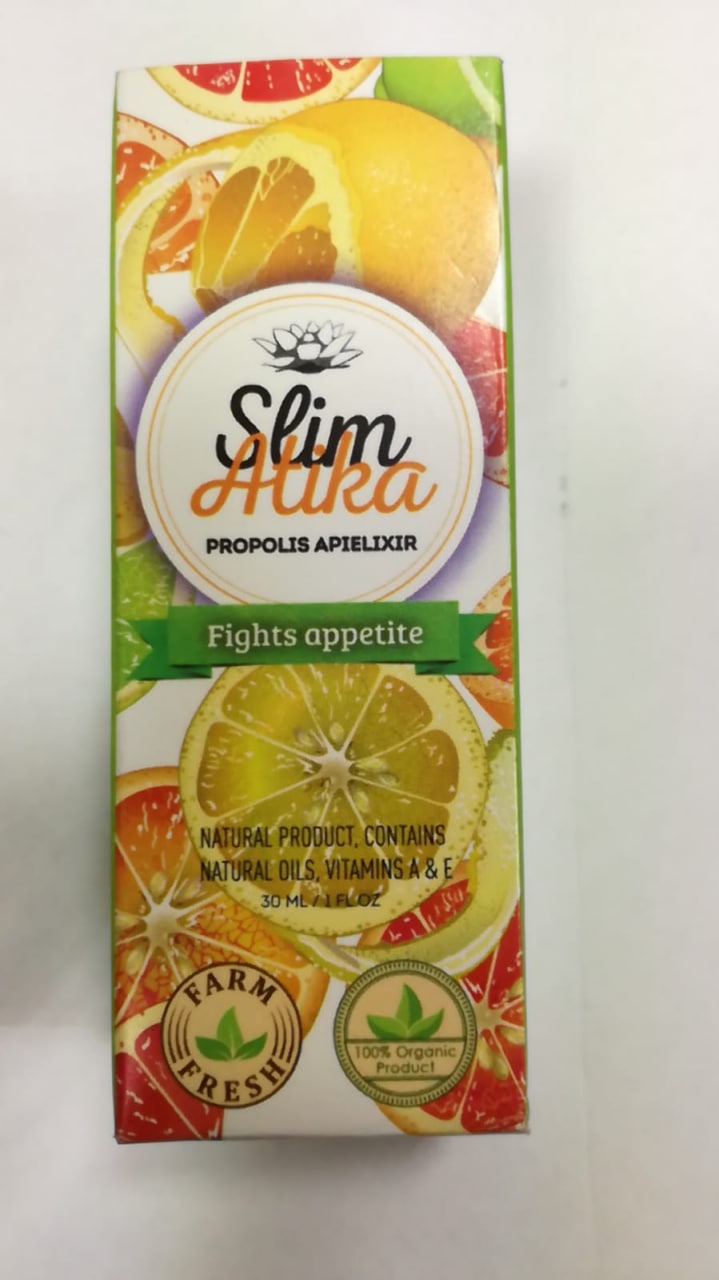 Slim
Atika
PROPOLIS APIELIXIR
Fights appetite
NATURAL PRODUCT, CONTAINS
NATURAL OILS, VITAMINS A & E
30 ML / 1 FL.OZ
FARM
FRESH
100% Organic
Product